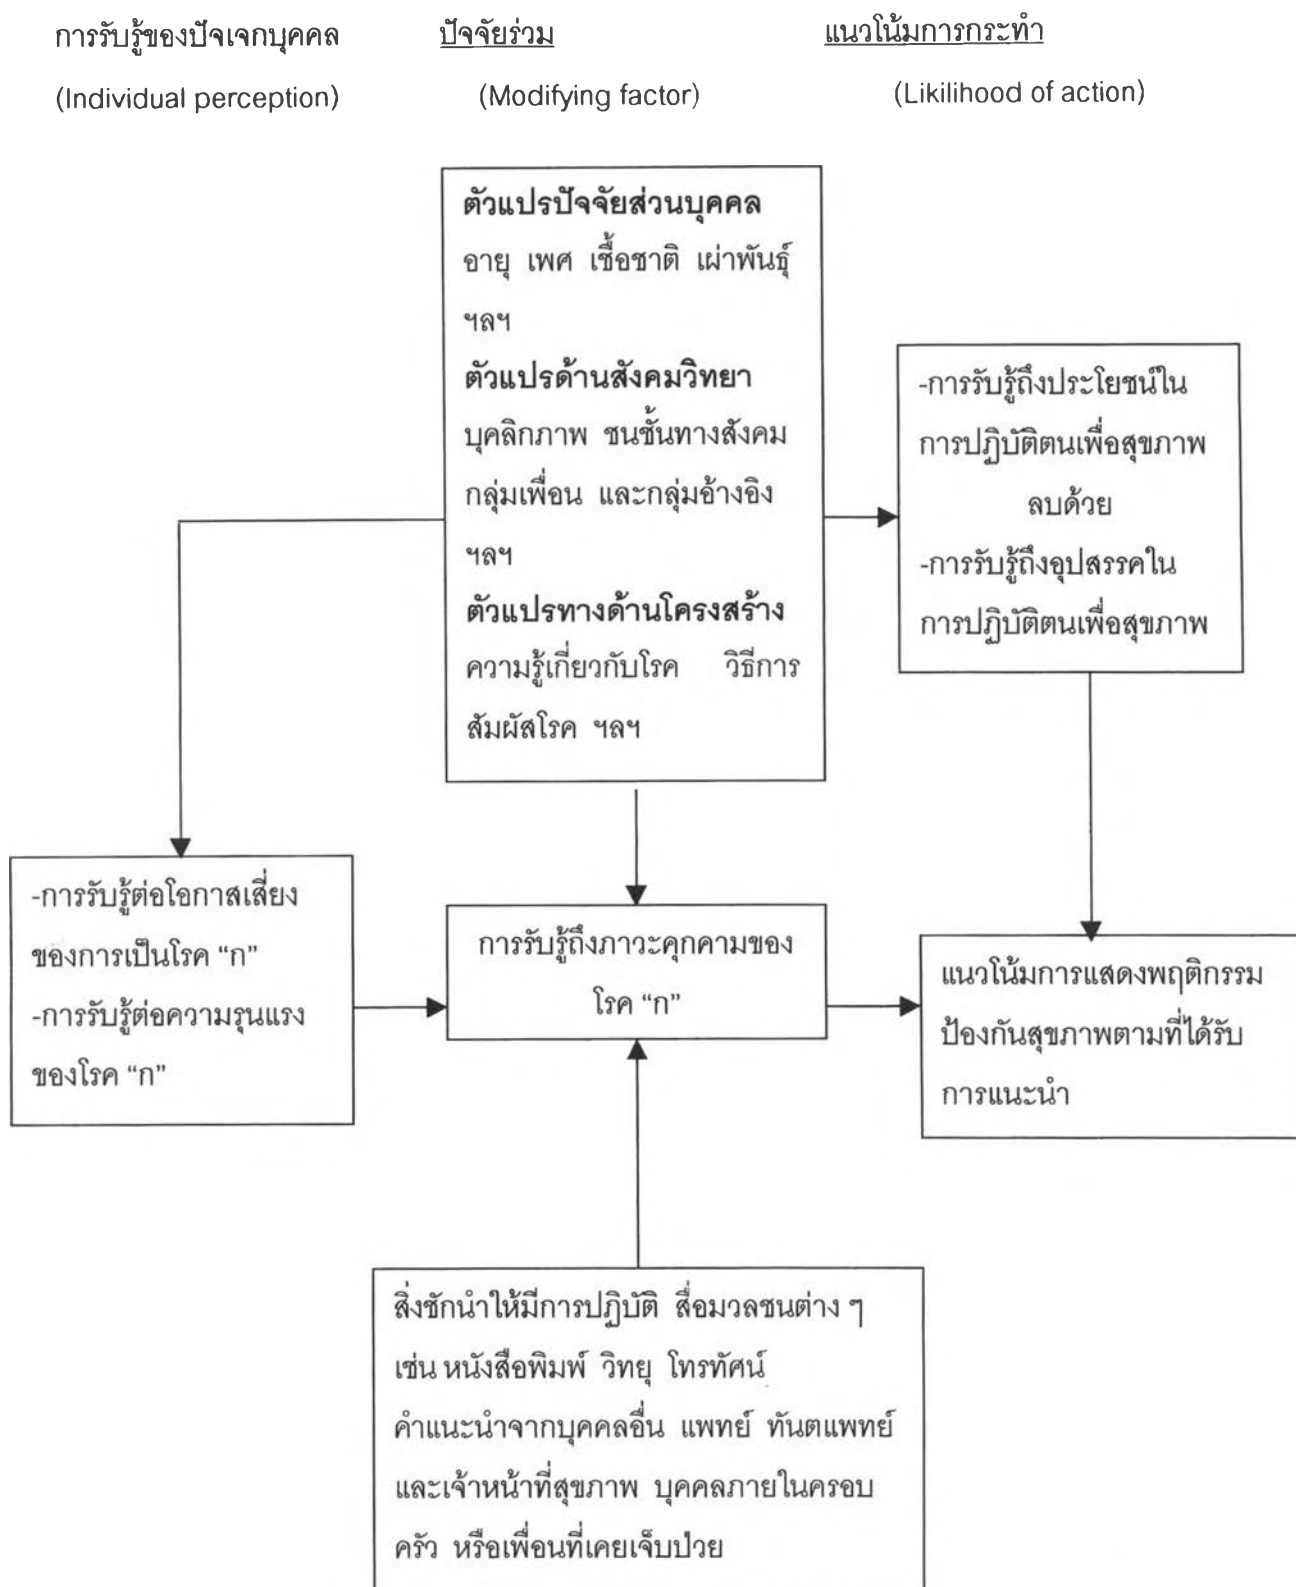 การรับรู้ของปัจเจกบุคคล
(Individual perception)
ปัจจัยร่วม
(Modifying factor)
แนวโน้มการกระทำ
(Likilihood of action)
ตัวแปรปัจจัยส่วนบุคคล
อายุ เพศ เชื้อชาติ เผ่าพันธุ์
ฯลฯ
ตัวแปรด้านสังคมวิทยา
บุคลิกภาพ ชนชั้นทางสังคม
กลุ่มเพื่อน และกลุ่มอ้างอิง
ฯลฯ
ตัวแปรทางด้านโครงสร้าง
ความรู้เกี่ยวกับโรค วิธีการ
สัมผัสโรค ฯลฯ
-การรับรู้ถึงประโยชน์ใน
การปฏิบัติตนเพื่อสุขภาพ
ลบด้วย
-การรับรู้ถึงอุปสรรคใน
การปฏิบัติตนเพื่อสุขภาพ
-การรับรู้ต่อโอกาสเสี่ยง
ของการเป็นโรค “ก”
-การรับรู้ต่อความรุนแรง
ของโรค “ก”
การรับรู้ถึงภาวะคุกคามของ
โรค “ก”
แนวโน้มการแสดงพฤติกรรม
ป้องกันสุขภาพตามที่ได้รับ
การแนะนำ
สิ่งชักนำให้มีการปฏิบัติ สื่อมวลชนต่าง ๆ
เช่น หนังสือพิมพ์ วิทยุ โทรทัศน์
คำแนะนำจากบุคคลอื่น แพทย์ ทันตแพทย์
และเจ้าหน้าที่สุขภาพ บุคคลภายในครอบ
ครัว หรือเพื่อนที่เคยเจ็บป่วย